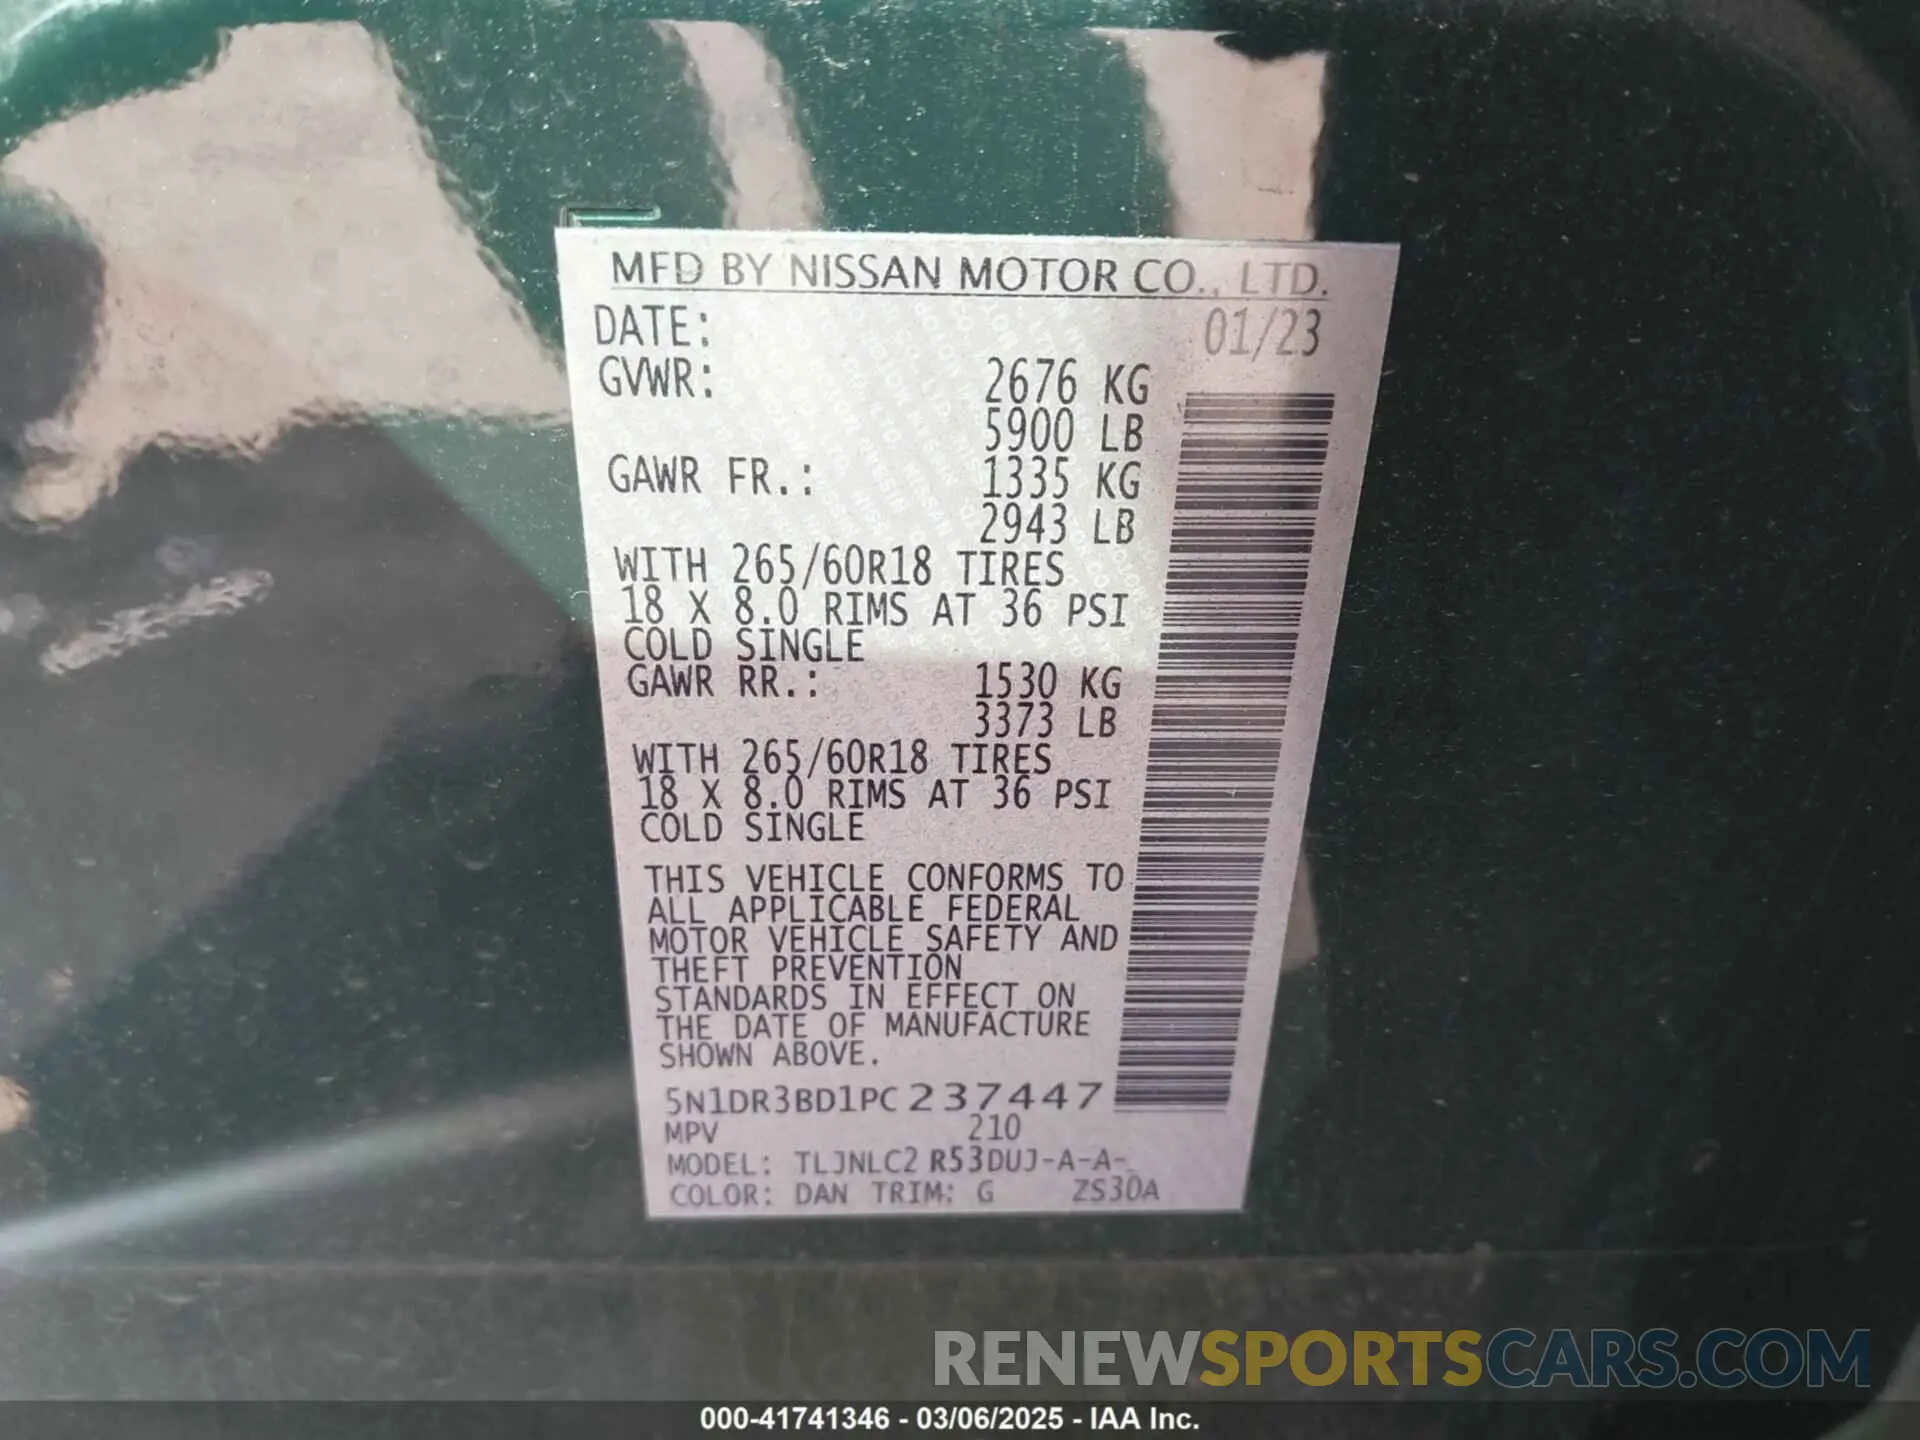 MFD BY NISSAN MOTOR CO., LTD.
DATE: 01/23
GVWR: 2676 KG
5900 LB
GAWR FR.: 1335 KG
2943 LB
WITH 265/60R18 TIRES
18 X 8.0 RIMS AT 36 PSI
COLD SINGLE
GAWR RR.: 1530 KG
3373 LB
WITH 265/60R18 TIRES
18 X 8.0 RIMS AT 36 PSI
COLD SINGLE
THIS VEHICLE CONFORMS TO
ALL APPLICABLE FEDERAL
MOTOR VEHICLE SAFETY AND
THEFT PREVENTION
STANDARDS IN EFFECT ON
THE DATE OF MANUFACTURE
SHOWN ABOVE.
5N1DR3BD1PC237447
MPV 210
MODEL: TLJNLC2 R53DUJ-A-A-
COLOR: DAN TRIM: G ZS30A
RENEWSPORTSCARS.COM
000-41741346 - 03/06/2025 - IAA Inc.